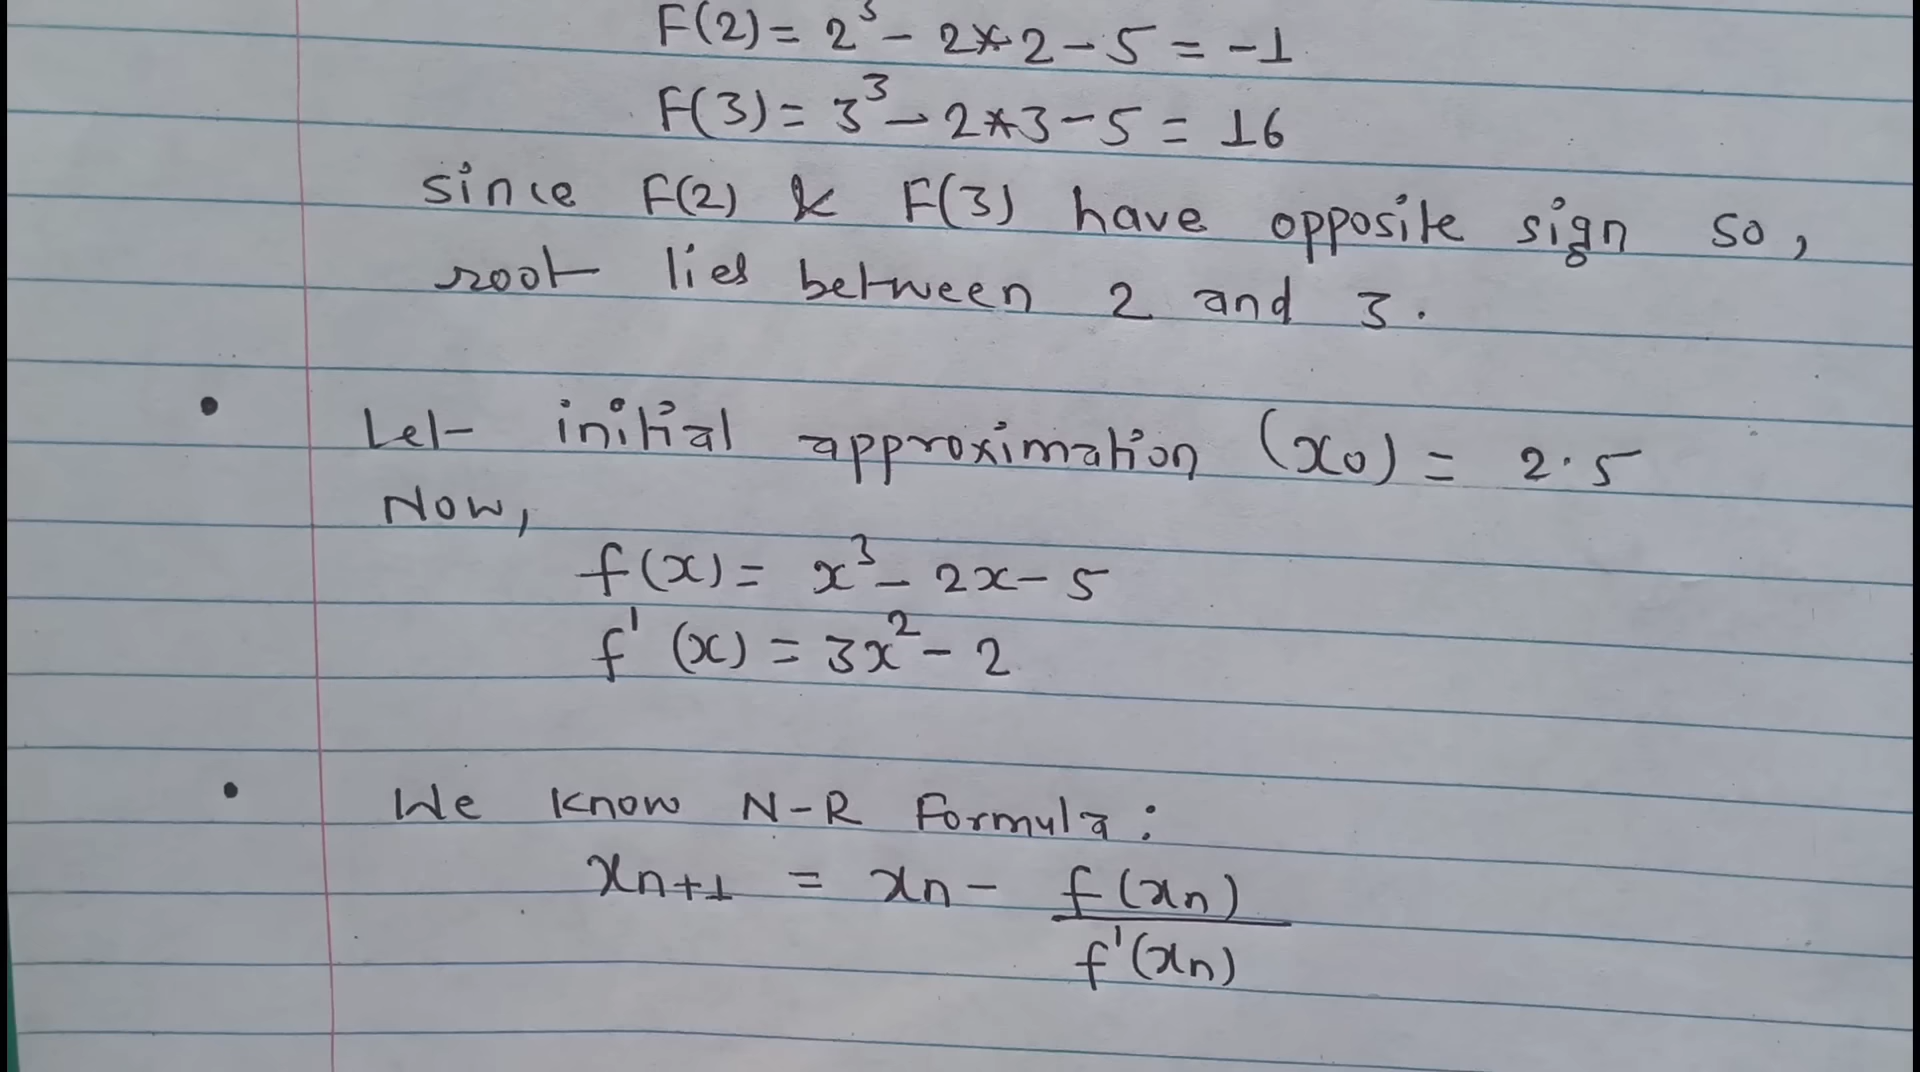 F(2) = 2³ - 2*2 - 5 = -1
F(3) = 3³ - 2*3 - 5 = 16
since F(2) & F(3) have opposite sign so,
root lies between 2 and 3.
• Let initial approximation (x₀) = 2.5
Now,
f(x) = x³ - 2x - 5
f'(x) = 3x² - 2
• We know N-R Formula:
xₙ₊₁ = xₙ - f(xₙ)
f'(xₙ)